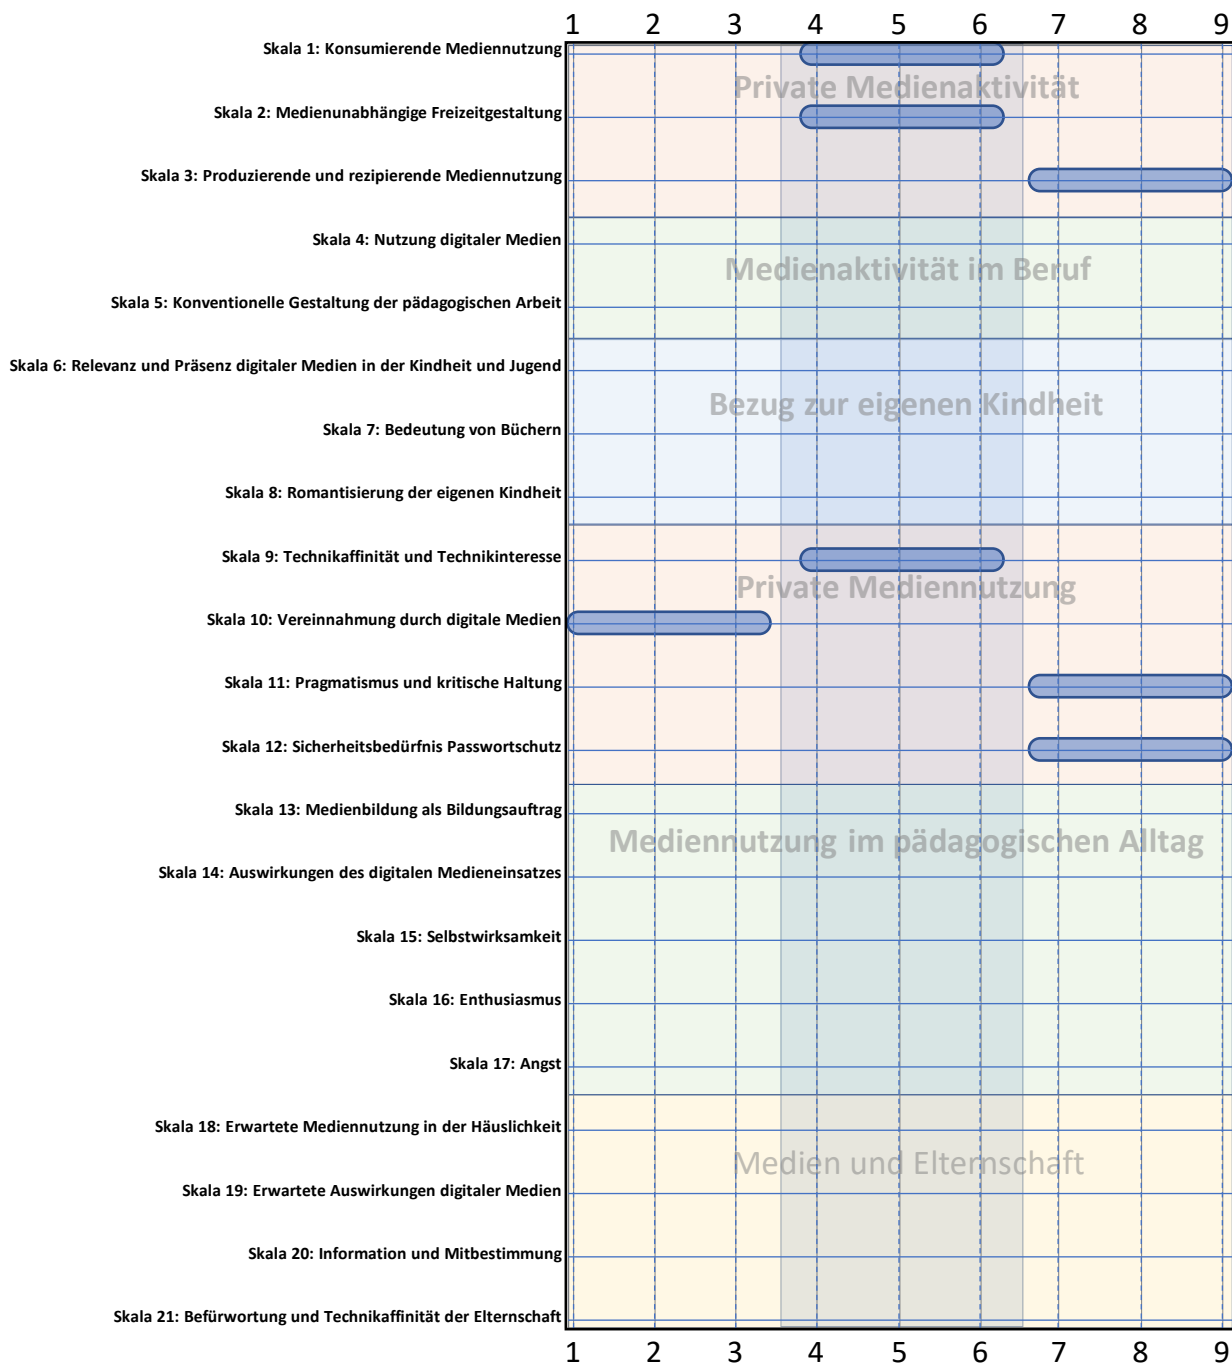 1 2 3 4 5 6 7 8 9
Skala 1: Konsumierende Mediennutzung
Private Medienaktivität
Skala 2: Medienunabhängige Freizeitgestaltung
Skala 3: Produzierende und rezipierende Mediennutzung
Skala 4: Nutzung digitaler Medien
Medienaktivität im Beruf
Skala 5: Konventionelle Gestaltung der pädagogischen Arbeit
Skala 6: Relevanz und Präsenz digitaler Medien in der Kindheit und Jugend
Bezug zur eigenen Kindheit
Skala 7: Bedeutung von Büchern
Skala 8: Romantisierung der eigenen Kindheit
Skala 9: Technikaffinität und Technikinteresse
Private Mediennutzung
Skala 10: Vereinnahmung durch digitale Medien
Skala 11: Pragmatismus und kritische Haltung
Skala 12: Sicherheitsbedürfnis Passwortschutz
Skala 13: Medienbildung als Bildungsauftrag
Mediennutzung im pädagogischen Alltag
Skala 14: Auswirkungen des digitalen Medieneinsatzes
Skala 15: Selbstwirksamkeit
Skala 16: Enthusiasmus
Skala 17: Angst
Skala 18: Erwartete Mediennutzung in der Häuslichkeit
Medien und Elternschaft
Skala 19: Erwartete Auswirkungen digitaler Medien
Skala 20: Information und Mitbestimmung
Skala 21: Befürwortung und Technikaffinität der Elternschaft
1 2 3 4 5 6 7 8 9